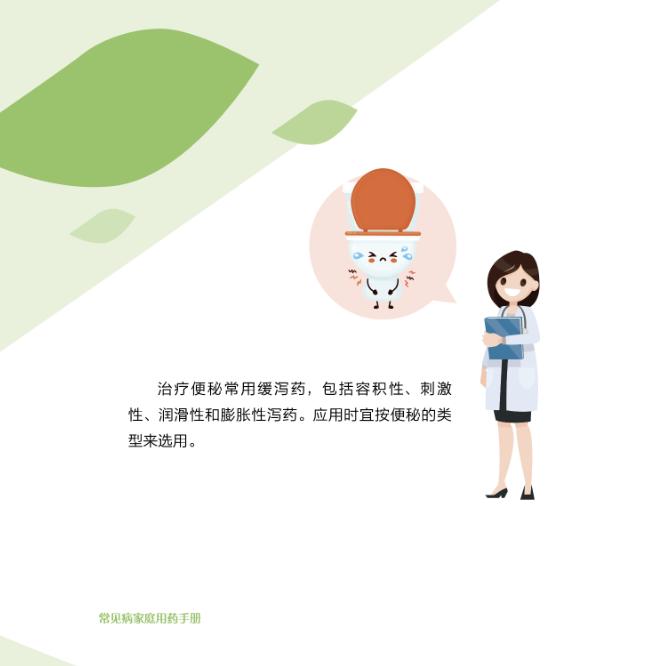 治疗便秘常用缓泻药，包括容积性、刺激
性、润滑性和膨胀性泻药。应用时宜按便秘的类
型来选用。
常见病家庭用药手册